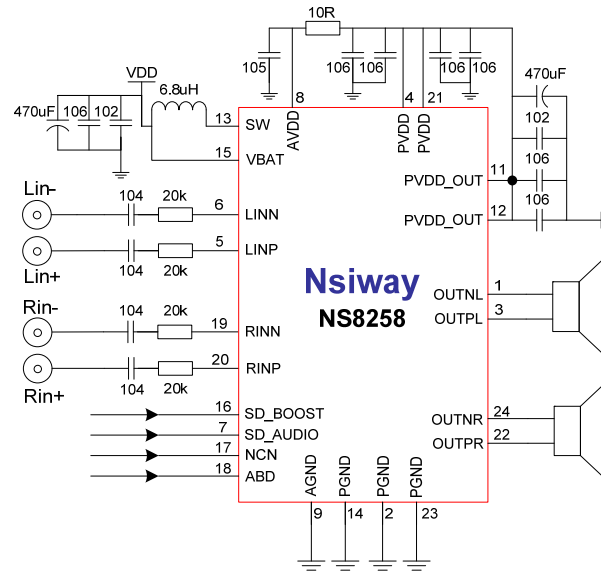 10R
105
106
106
106
106
470uF
102
106
106
VDD
6.8uH
470uF
106
102
8
4
21
AVDD
PVDD
PVDD
13
SW
15
VBAT
11
PVDD_OUT
12
PVDD_OUT
Lin-
104
20k
6
LINN
Lin+
104
20k
5
LINP
Nsiway
NS8258
1
OUTNL
3
OUTPL
Rin-
104
20k
19
RINN
Rin+
104
20k
20
RINP
16
SD_BOOST
7
SD_AUDIO
17
NCN
18
ABD
24
OUTNR
22
OUTPR
AGND
PGND
PGND
PGND
9
14
2
23